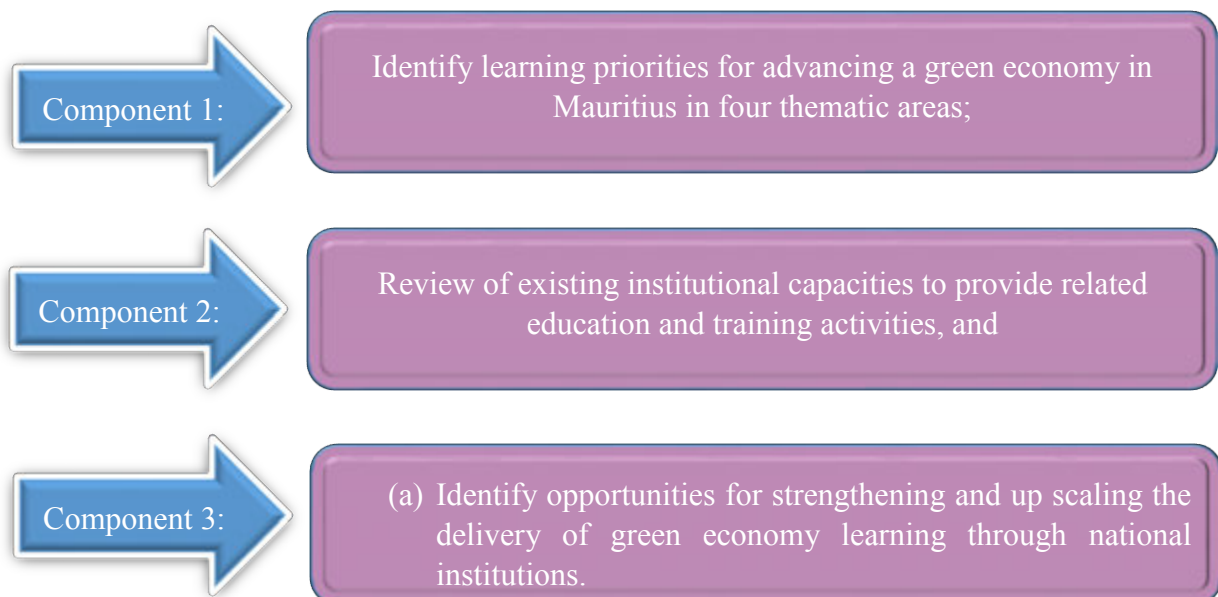 Component 1:
Identify learning priorities for advancing a green economy in
Mauritius in four thematic areas;
Component 2:
Review of existing institutional capacities to provide related
education and training activities, and
Component 3:
(a) Identify opportunities for strengthening and up scaling the
delivery of green economy learning through national
institutions.